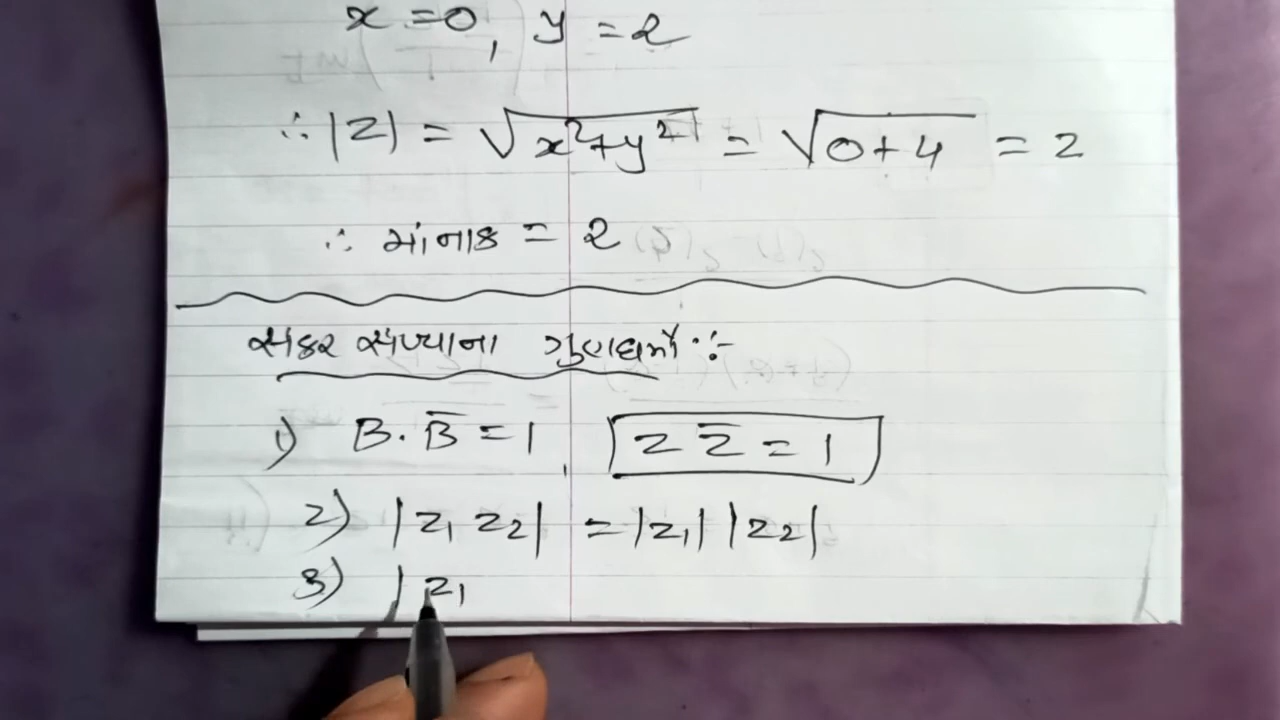 x = 0, y = 2
∴ |z| = √(x²+y²) = √(0+4) = 2
∴ માનાંક = 2
સંકર સંખ્યાના ગુણધર્મો :-
1) B . B̅ = 1, z z̅ = 1
2) |z₁ z₂| = |z₁| |z₂|
3) |z₁